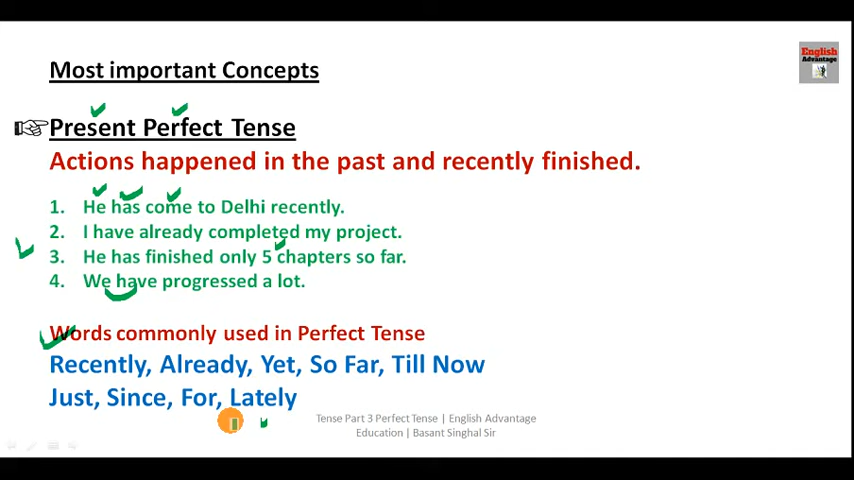 Most important Concepts
English
Advantage
Present Perfect Tense
Actions happened in the past and recently finished.
1. He has come to Delhi recently.
2. I have already completed my project.
3. He has finished only 5 chapters so far.
4. We have progressed a lot.
Words commonly used in Perfect Tense
Recently, Already, Yet, So Far, Till Now
Just, Since, For, Lately
Tense Part 3 Perfect Tense | English Advantage
Education | Basant Singhal Sir